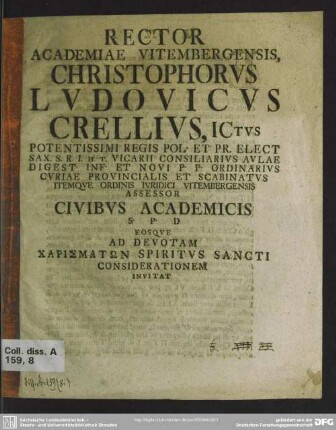 RECTOR
ACADEMIAE VITEMBERGENSIS,
CHRISTOPHORVS
LVDOVICVS
CRELLIVS, ICTVS
POTENTISSIMI REGIS POL. ET PR. ELECT
SAX. S. R. I. H. T. VICARII CONSILIARIVS AVLAE
DIGEST INF ET NOVI P P ORDINARIVS
CVRIAE PROVINCIALIS ET SCABINATVS
ITEMQVE ORDINIS IVRIDICI VITEMBERGENSIS
ASSESSOR
CIVIBVS ACADEMICIS
S P D
EOSQVE
AD DEVOTAM
ΧΑΡΙΣΜΑΤΩΝ SPIRITVS SANCTI
CONSIDERATIONEM
INVITAT
Coll. diss. A
159, 8